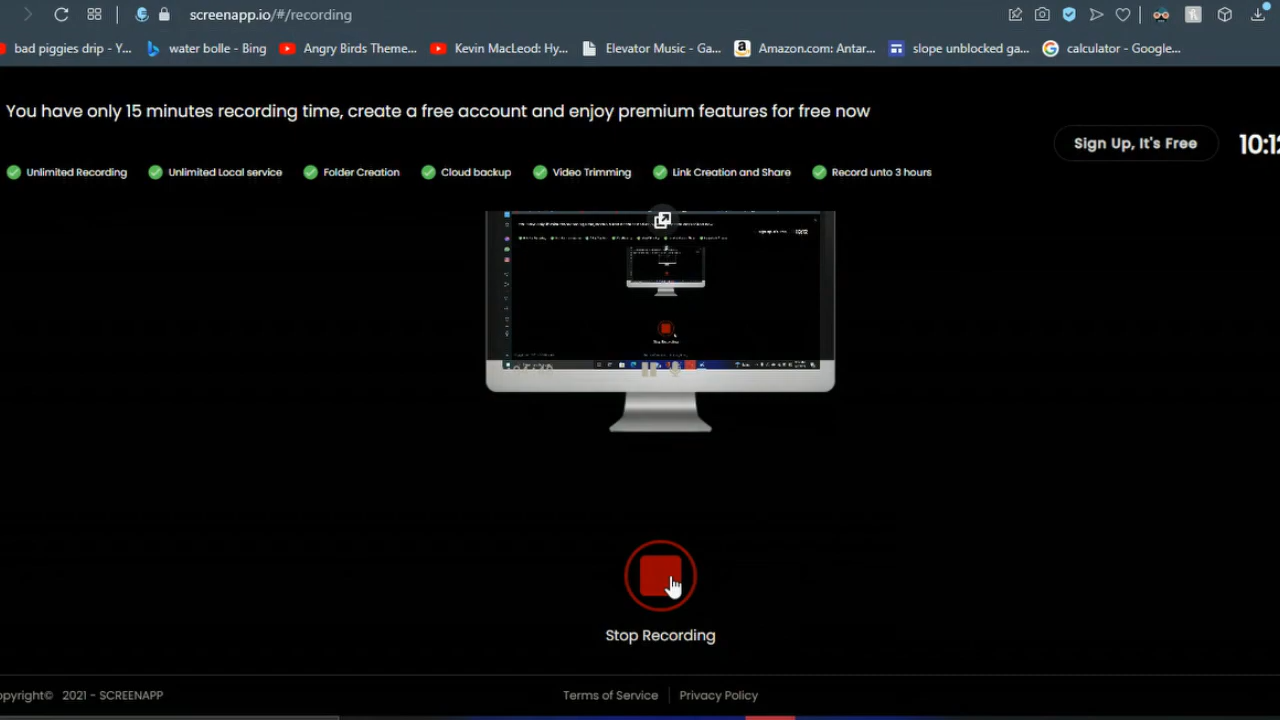 screenapp.io/#/recording
bad piggies drip - Y...
water bolle - Bing
Angry Birds Theme...
Kevin MacLeod: Hy...
Elevator Music - Ga...
Amazon.com: Antar...
slope unblocked ga...
calculator - Google...
You have only 15 minutes recording time, create a free account and enjoy premium features for free now
Sign Up, It's Free
10:12
Unlimited Recording
Unlimited Local service
Folder Creation
Cloud backup
Video Trimming
Link Creation and Share
Record unto 3 hours
Stop Recording
opyright© 2021 - SCREENAPP
Terms of Service
Privacy Policy